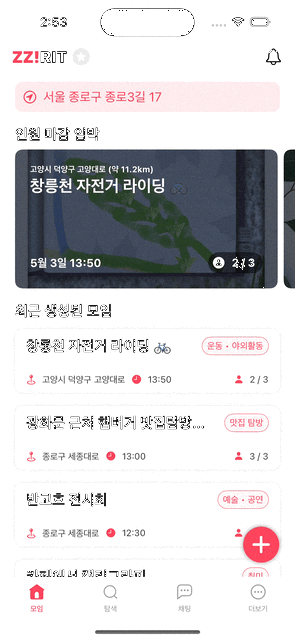 2:53
ZZ!RIT
서울 종로구 종로3길 17
인원 마감 임박
고양시 덕양구 고양대로 (약 11.2km)
창릉천 자전거 라이딩 🚲
5월 3일 13:50
2 / 3
최근 생성된 모임
창릉천 자전거 라이딩 🚲
운동 • 야외활동
고양시 덕양구 고양대로
13:50
2 / 3
광화문 근처 햄버거 맛집탐방...
맛집 탐방
종로구 세종대로
13:00
3 / 3
반고흐 전시회
예술 • 공연
종로구 세종대로
12:30
모임
탐색
채팅
더보기